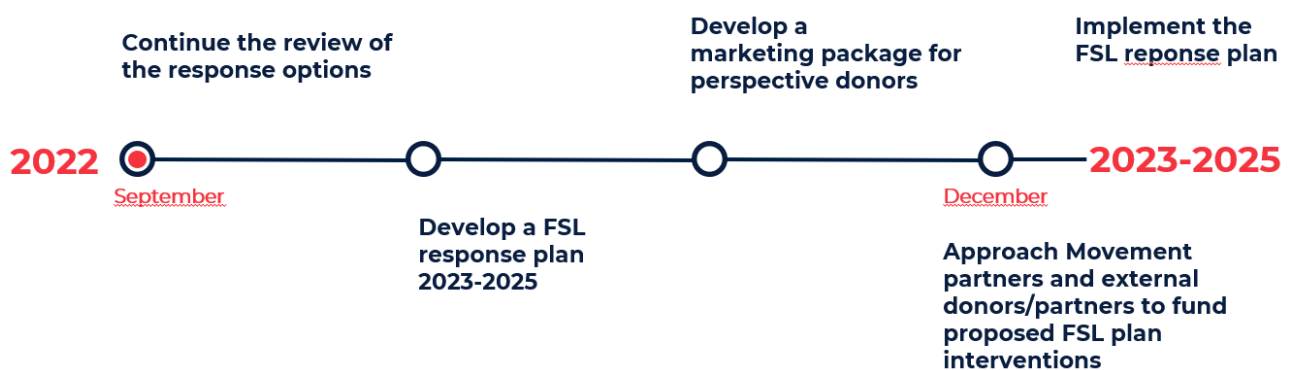 Continue the review of
the response options
Develop a
marketing package for
perspective donors
Implement the
FSL reponse plan
2022
2023-2025
September
December
Develop a FSL
response plan
2023-2025
Approach Movement
partners and external
donors/partners to fund
proposed FSL plan
interventions